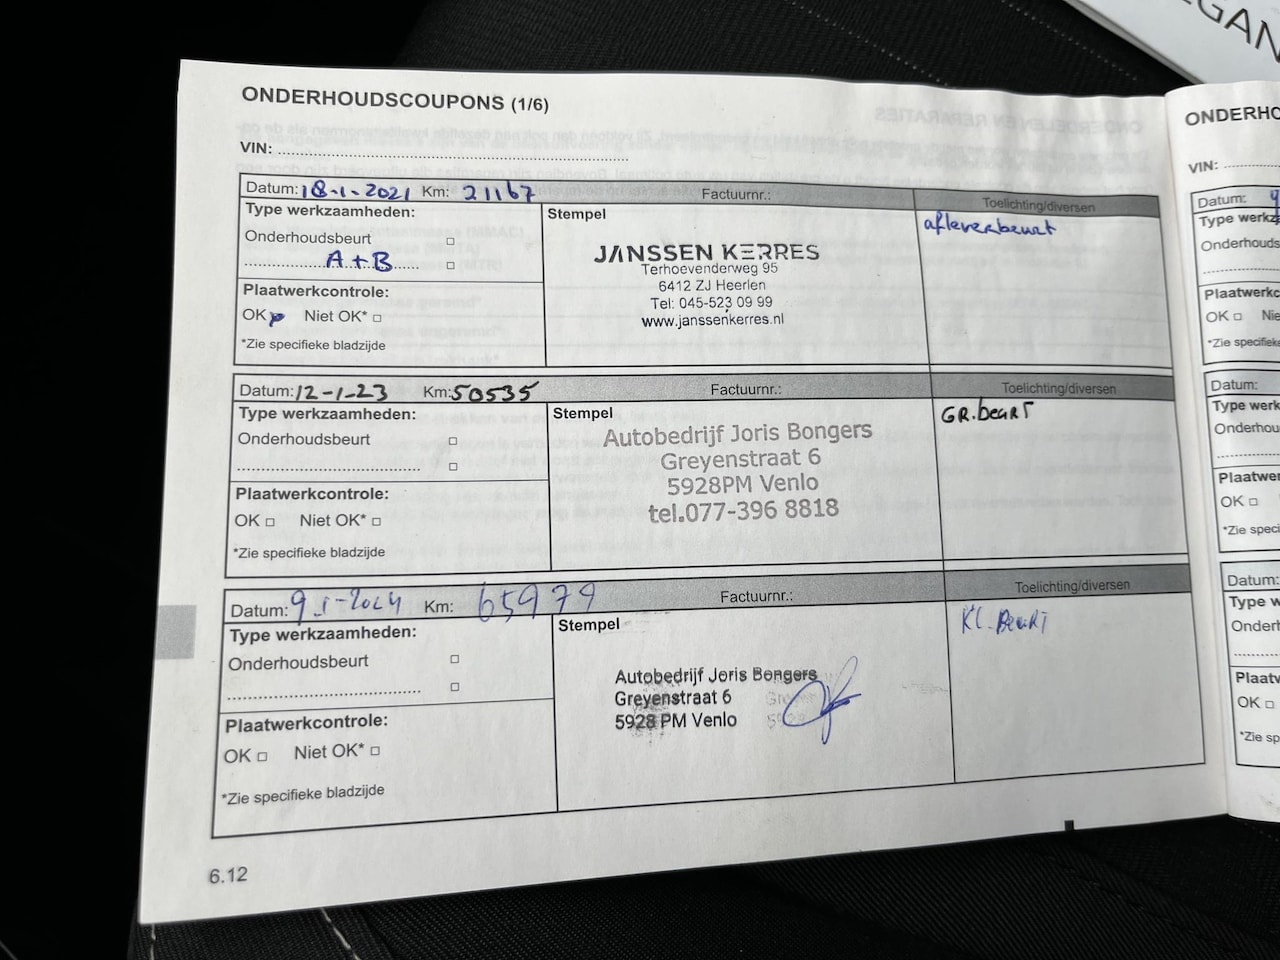 EGAN
ONDERHOUDSCOUPONS (1/6)
VIN:
Datum: 18-1-2021 Km: 21167 Factuurnr.: Toelichting/diversen
Type werkzaamheden:
Onderhoudsbeurt
A+B
Plaatwerkcontrole:
OK Niet OK*
*Zie specifieke bladzijde
Stempel
JANSSEN KERRES
Terhoevenderweg 95
6412 ZJ Heerlen
Tel: 045-523 09 99
www.janssenkerres.nl
afleverbeurt
Datum: 12-1-23 Km: 50535 Factuurnr.: Toelichting/diversen
Type werkzaamheden:
Onderhoudsbeurt
Plaatwerkcontrole:
OK Niet OK*
*Zie specifieke bladzijde
Stempel
Autobedrijf Joris Bongers
Greyenstraat 6
5928PM Venlo
tel.077-396 8818
GR.beurt
Datum: 9-1-2024 Km: 65979 Factuurnr.: Toelichting/diversen
Type werkzaamheden:
Onderhoudsbeurt
Plaatwerkcontrole:
OK Niet OK*
*Zie specifieke bladzijde
Stempel
Autobedrijf Joris Bongers
Greyenstraat 6
5928 PM Venlo
KL. Beurt
6.12
ONDERHO
VIN:
Datum:
Type werkz
Onderhouds
Plaatwerkc
OK Nie
*Zie specifieke
Datum:
Type werk
Onderhou
Plaatwer
OK
*Zie speci
Datum:
Type w
Onderh
Plaatw
OK
*Zie sp